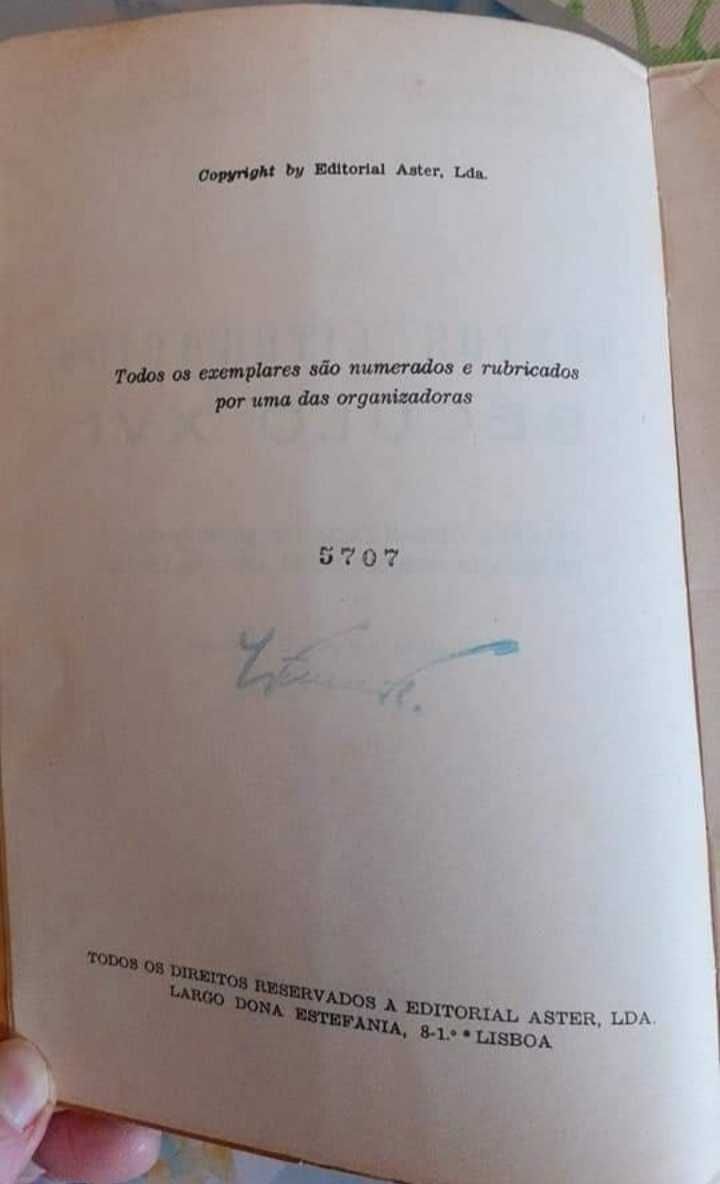 Copyright by Editorial Aster, Lda.
Todos os exemplares são numerados e rubricados
por uma das organizadoras
5707
TODOS OS DIREITOS RESERVADOS A EDITORIAL ASTER, LDA.
LARGO DONA ESTEFANIA, 8-1.º * LISBOA